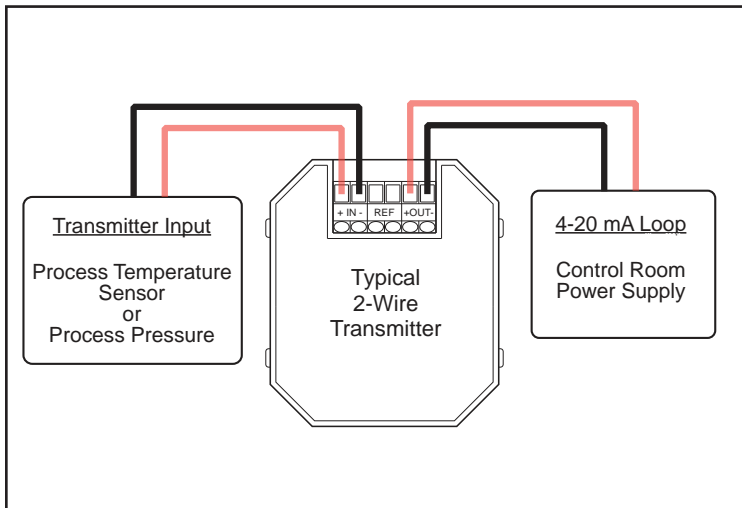 + IN - REF +OUT-
Transmitter Input
Process Temperature
Sensor
or
Process Pressure
Typical
2-Wire
Transmitter
4-20 mA Loop
Control Room
Power Supply